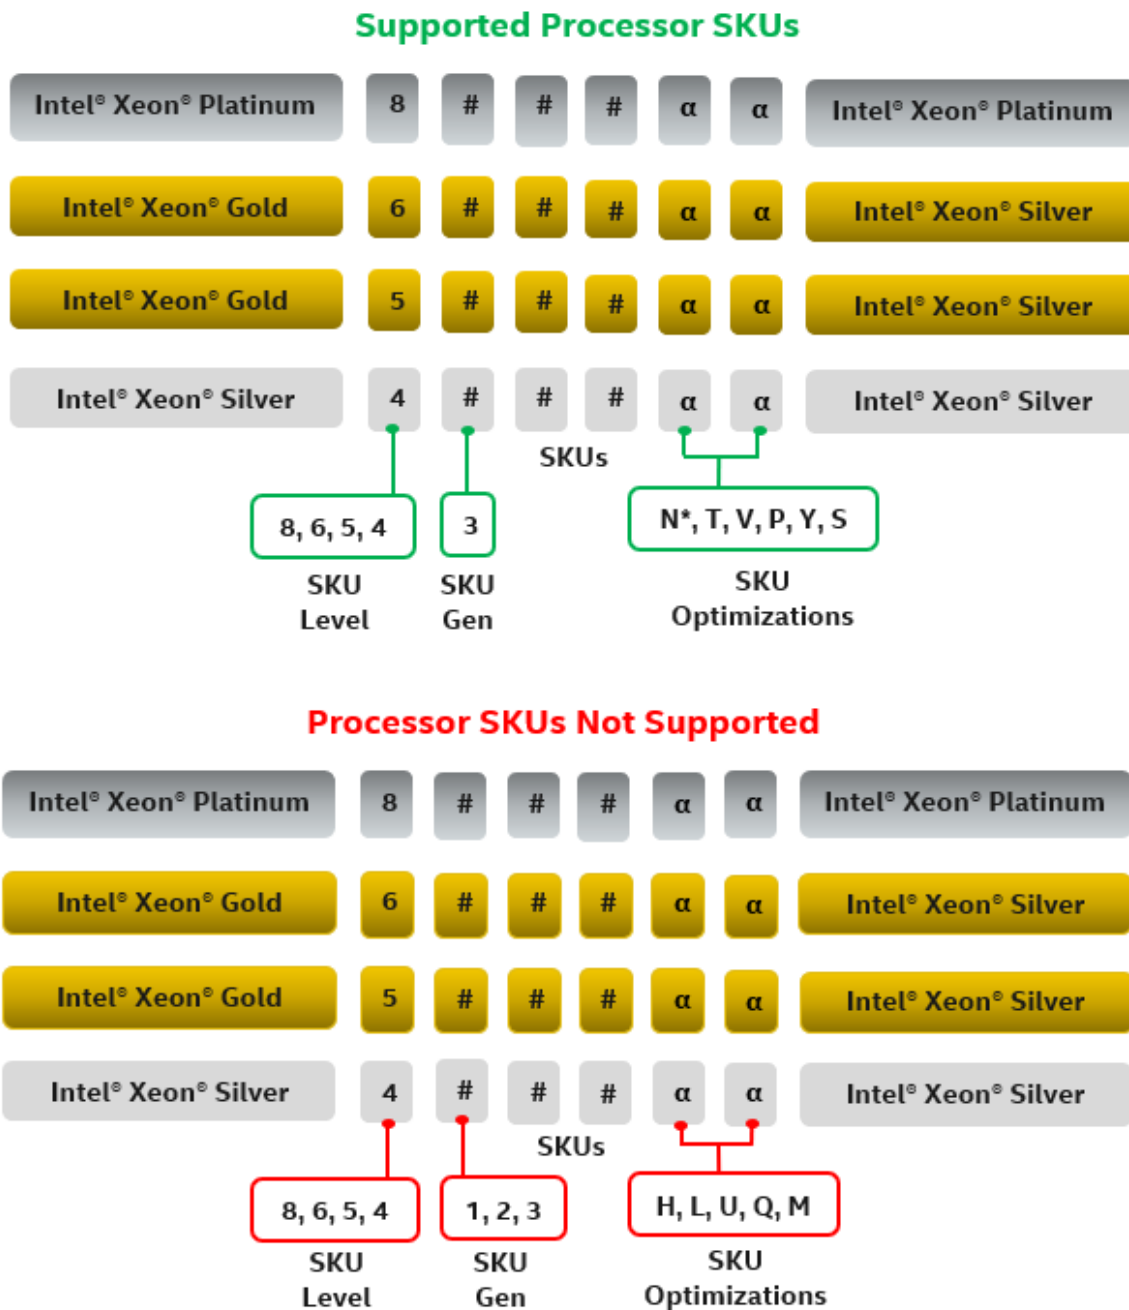 Supported Processor SKUs
Intel® Xeon® Platinum 8 # # # α α Intel® Xeon® Platinum
Intel® Xeon® Gold 6 # # # α α Intel® Xeon® Silver
Intel® Xeon® Gold 5 # # # α α Intel® Xeon® Silver
Intel® Xeon® Silver 4 # # # α α Intel® Xeon® Silver
SKUs
8, 6, 5, 4 3 N*, T, V, P, Y, S
SKU SKU SKU
Level Gen Optimizations
Processor SKUs Not Supported
Intel® Xeon® Platinum 8 # # # α α Intel® Xeon® Platinum
Intel® Xeon® Gold 6 # # # α α Intel® Xeon® Silver
Intel® Xeon® Gold 5 # # # α α Intel® Xeon® Silver
Intel® Xeon® Silver 4 # # # α α Intel® Xeon® Silver
SKUs
8, 6, 5, 4 1, 2, 3 H, L, U, Q, M
SKU SKU SKU
Level Gen Optimizations